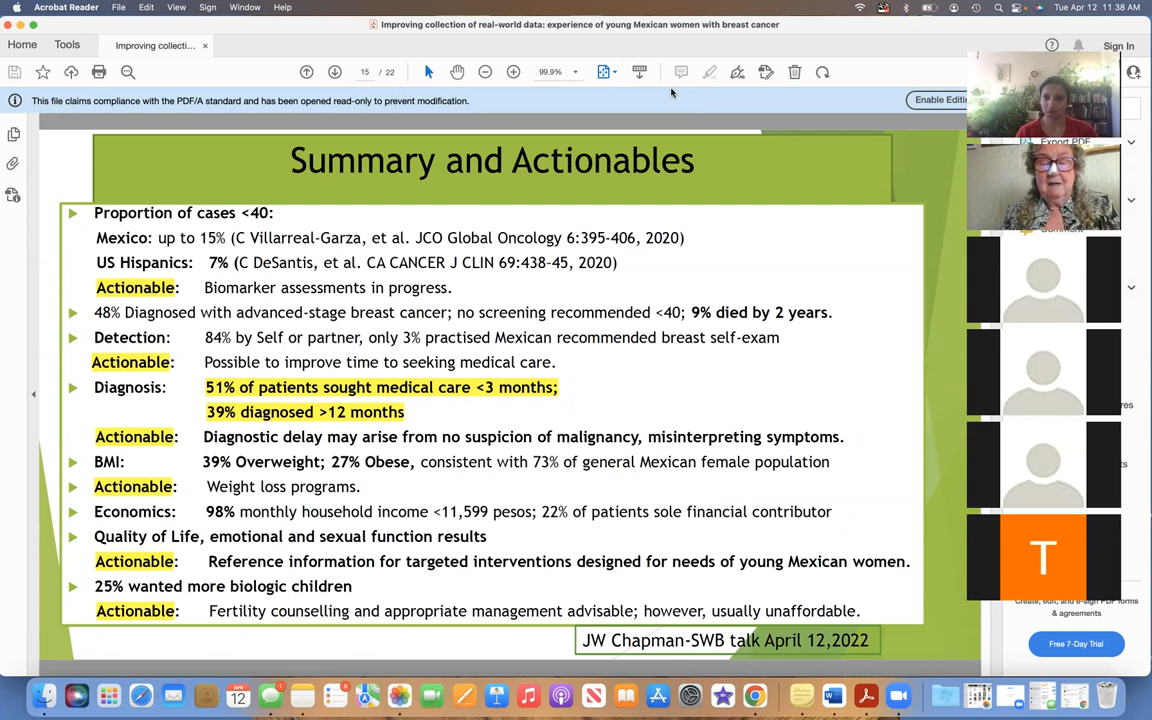 Acrobat Reader File Edit View Sign Window Help Tue Apr 12 11:38 AM
Improving collection of real-world data: experience of young Mexican women with breast cancer
Home Tools Improving collecti... × Sign In
15 / 22 99.9%
This file claims compliance with the PDF/A standard and has been opened read-only to prevent modification. Enable Editin
Export PDF
Summary and Actionables
Proportion of cases <40:
Mexico: up to 15% (C Villarreal-Garza, et al. JCO Global Oncology 6:395-406, 2020)
US Hispanics: 7% (C DeSantis, et al. CA CANCER J CLIN 69:438-45, 2020)
Actionable: Biomarker assessments in progress.
48% Diagnosed with advanced-stage breast cancer; no screening recommended <40; 9% died by 2 years.
Detection: 84% by Self or partner, only 3% practised Mexican recommended breast self-exam
Actionable: Possible to improve time to seeking medical care.
Diagnosis: 51% of patients sought medical care <3 months;
39% diagnosed >12 months
Actionable: Diagnostic delay may arise from no suspicion of malignancy, misinterpreting symptoms.
BMI: 39% Overweight; 27% Obese, consistent with 73% of general Mexican female population
Actionable: Weight loss programs.
Economics: 98% monthly household income <11,599 pesos; 22% of patients sole financial contributor
Quality of Life, emotional and sexual function results
Actionable: Reference information for targeted interventions designed for needs of young Mexican women.
25% wanted more biologic children
Actionable: Fertility counselling and appropriate management advisable; however, usually unaffordable.
JW Chapman-SWB talk April 12,2022
T
Create, edit, and e-sign PDF forms
& agreements
Free 7-Day Trial
APR
12